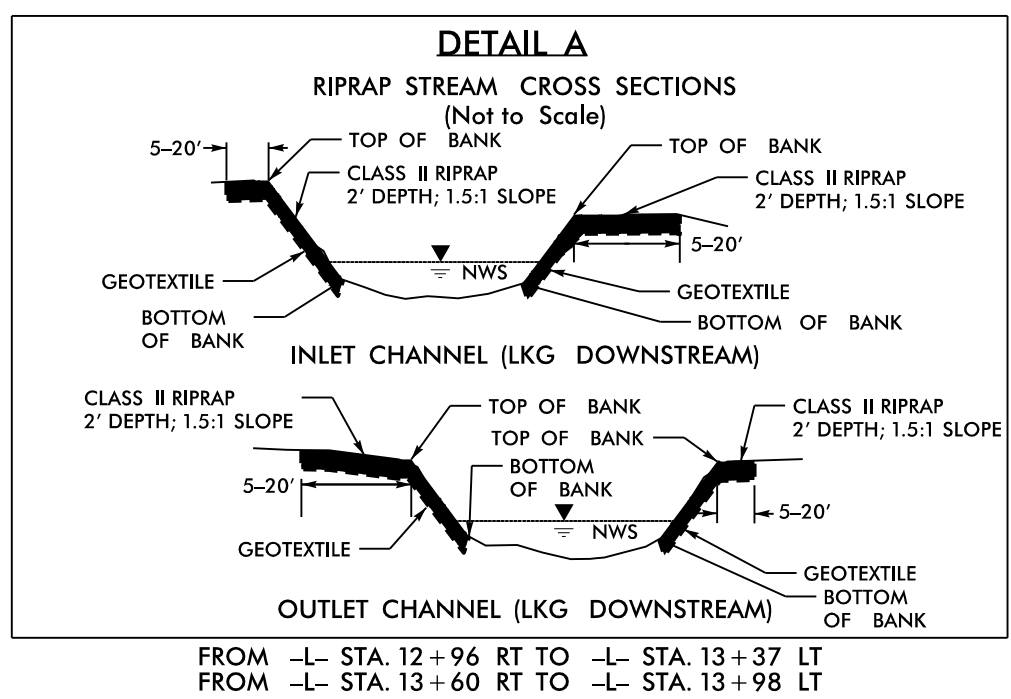 DETAIL A
RIPRAP STREAM CROSS SECTIONS
(Not to Scale)
5–20'
TOP OF BANK
CLASS II RIPRAP
2' DEPTH; 1.5:1 SLOPE
TOP OF BANK
CLASS II RIPRAP
2' DEPTH; 1.5:1 SLOPE
5–20'
NWS
GEOTEXTILE
GEOTEXTILE
BOTTOM
OF BANK
BOTTOM OF BANK
INLET CHANNEL (LKG DOWNSTREAM)
CLASS II RIPRAP
2' DEPTH; 1.5:1 SLOPE
TOP OF BANK
TOP OF BANK
CLASS II RIPRAP
2' DEPTH; 1.5:1 SLOPE
BOTTOM
OF BANK
5–20'
5–20'
NWS
GEOTEXTILE
GEOTEXTILE
BOTTOM
OF BANK
OUTLET CHANNEL (LKG DOWNSTREAM)
FROM –L– STA. 12+96 RT TO –L– STA. 13+37 LT
FROM –L– STA. 13+60 RT TO –L– STA. 13+98 LT